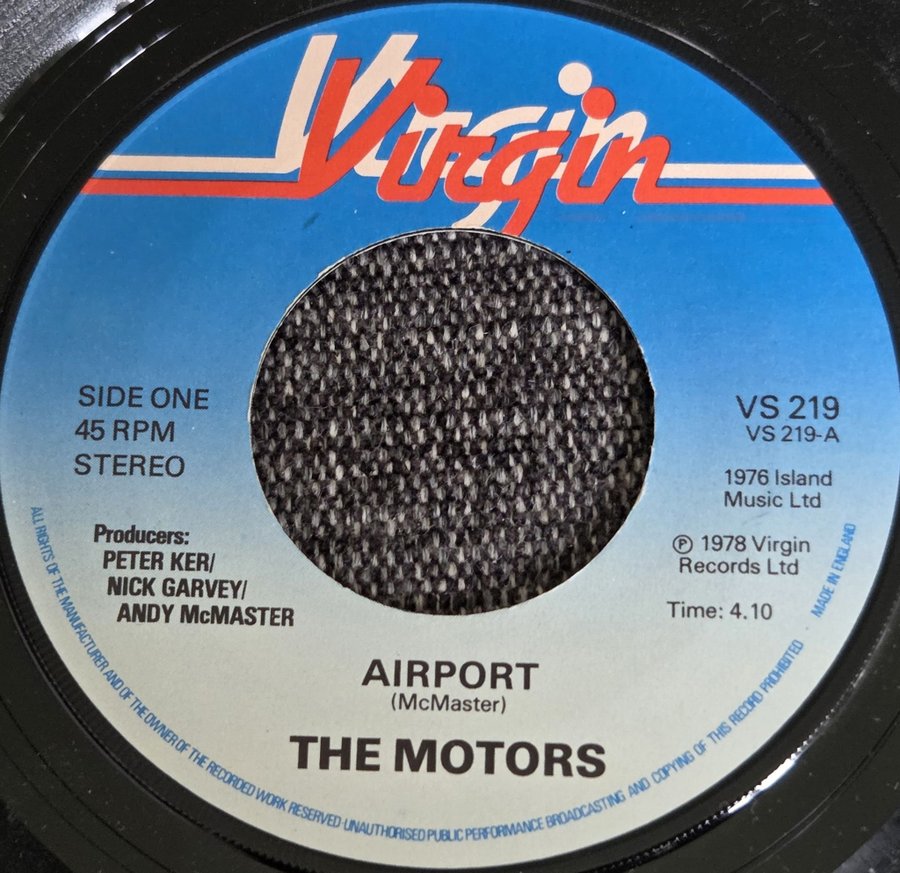 Virgin
SIDE ONE
45 RPM
STEREO
VS 219
VS 219-A
1976 Island
Music Ltd
Producers:
PETER KER/
NICK GARVEY/
ANDY McMASTER
℗ 1978 Virgin
Records Ltd
Time: 4.10
AIRPORT
(McMaster)
THE MOTORS
ALL RIGHTS OF THE MANUFACTURER AND OF THE OWNER OF THE RECORDED WORK RESERVED·UNAUTHORISED PUBLIC PERFORMANCE BROADCASTING AND COPYING OF THIS RECORD PROHIBITED MADE IN ENGLAND